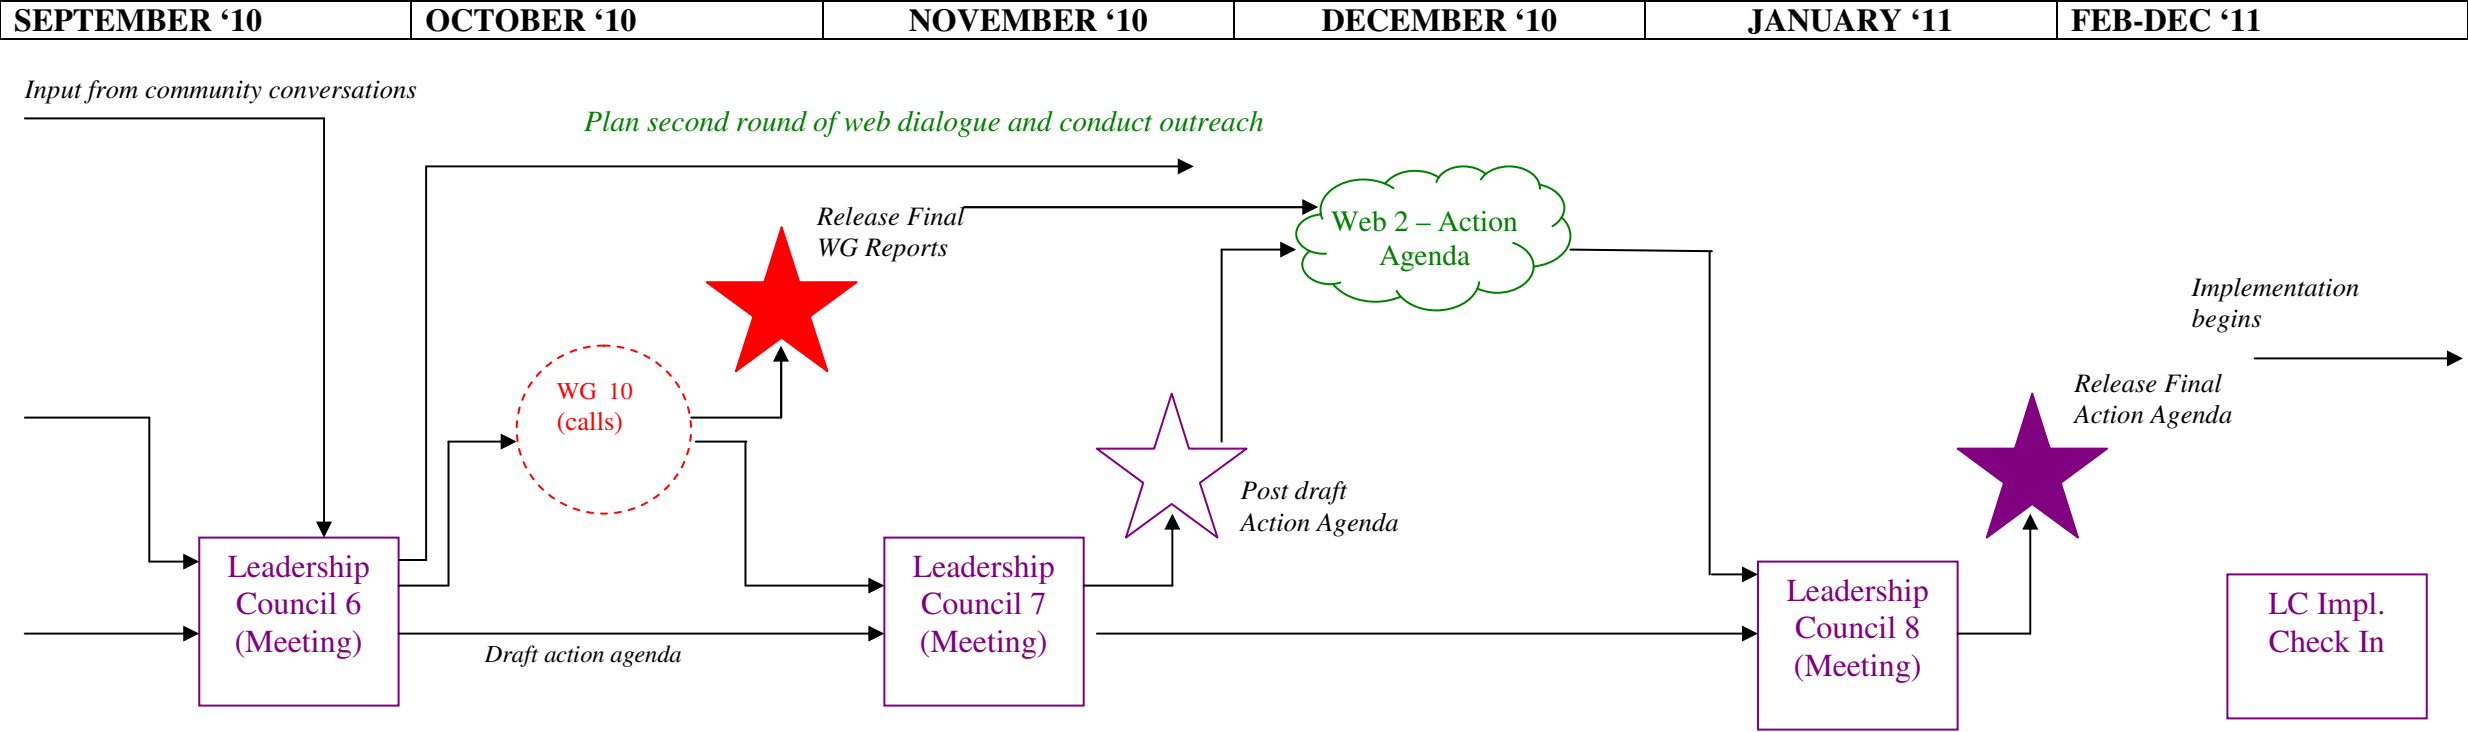 SEPTEMBER ‘10
OCTOBER ‘10
NOVEMBER ‘10
DECEMBER ‘10
JANUARY ‘11
FEB-DEC ‘11
Input from community conversations
Plan second round of web dialogue and conduct outreach
Release Final
WG Reports
Web 2 – Action
Agenda
Implementation
begins
WG 10
(calls)
Release Final
Action Agenda
Post draft
Action Agenda
Leadership
Council 6
(Meeting)
Draft action agenda
Leadership
Council 7
(Meeting)
Leadership
Council 8
(Meeting)
LC Impl.
Check In